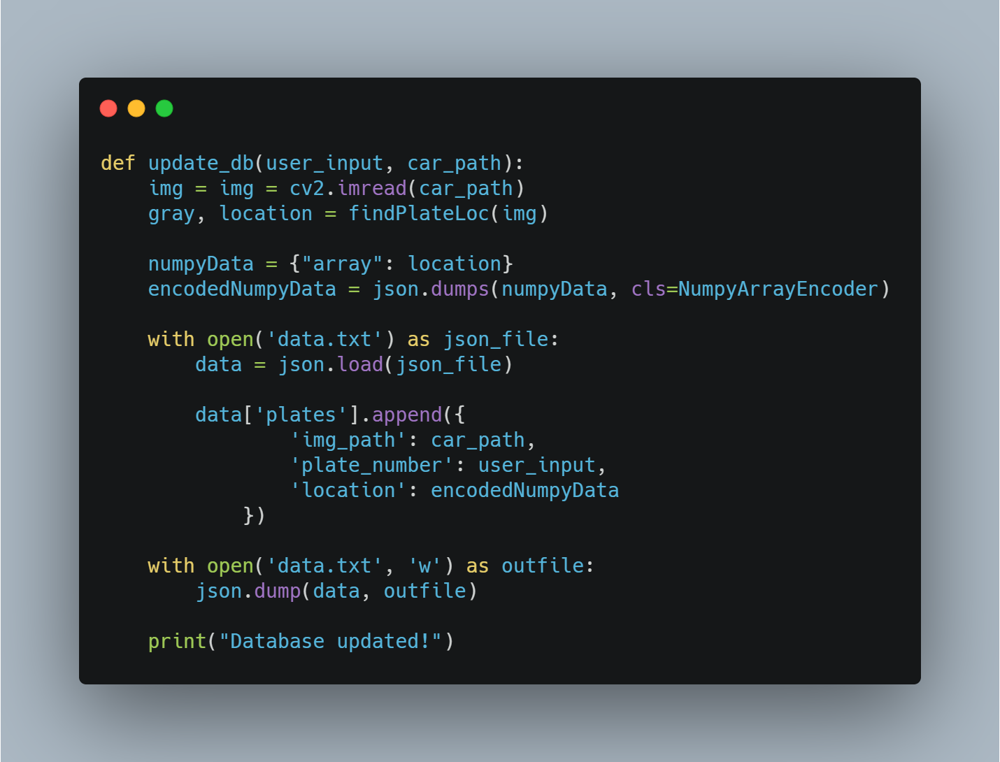 def update_db(user_input, car_path):
    img = img = cv2.imread(car_path)
    gray, location = findPlateLoc(img)

    numpyData = {"array": location}
    encodedNumpyData = json.dumps(numpyData, cls=NumpyArrayEncoder)

    with open('data.txt') as json_file:
        data = json.load(json_file)

        data['plates'].append({
                'img_path': car_path,
                'plate_number': user_input,
                'location': encodedNumpyData
            })

    with open('data.txt', 'w') as outfile:
        json.dump(data, outfile)

    print("Database updated!")